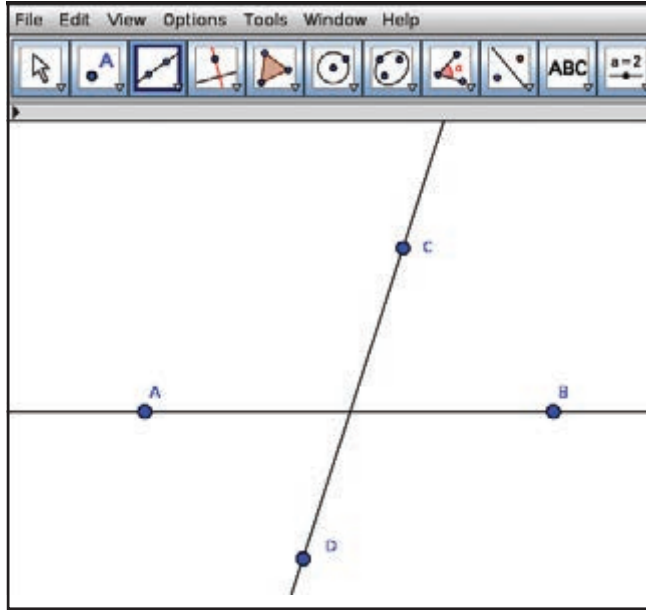 File Edit View Options Tools Window Help
A α ABC a=2
C
A B
D